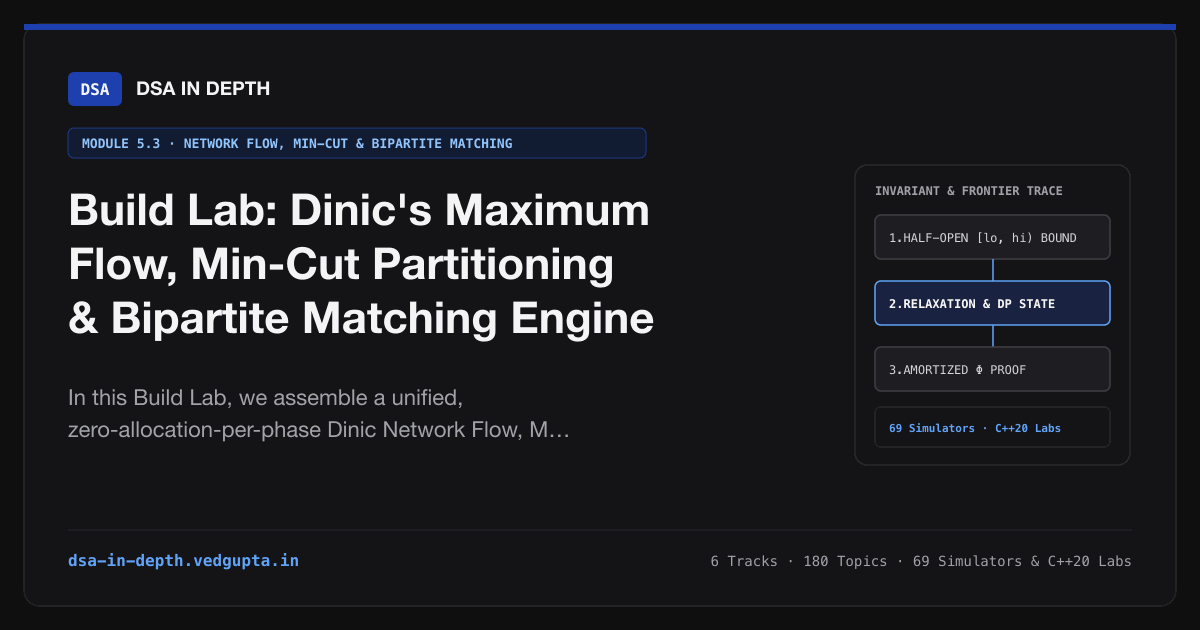 DSA
DSA IN DEPTH
MODULE 5.3 · NETWORK FLOW, MIN-CUT & BIPARTITE MATCHING
Build Lab: Dinic's Maximum
Flow, Min-Cut Partitioning
& Bipartite Matching Engine
In this Build Lab, we assemble a unified,
zero-allocation-per-phase Dinic Network Flow, M…
INVARIANT & FRONTIER TRACE
1.HALF-OPEN [lo, hi) BOUND
2.RELAXATION & DP STATE
3.AMORTIZED Φ PROOF
69 Simulators · C++20 Labs
dsa-in-depth.vedgupta.in
6 Tracks · 180 Topics · 69 Simulators & C++20 Labs